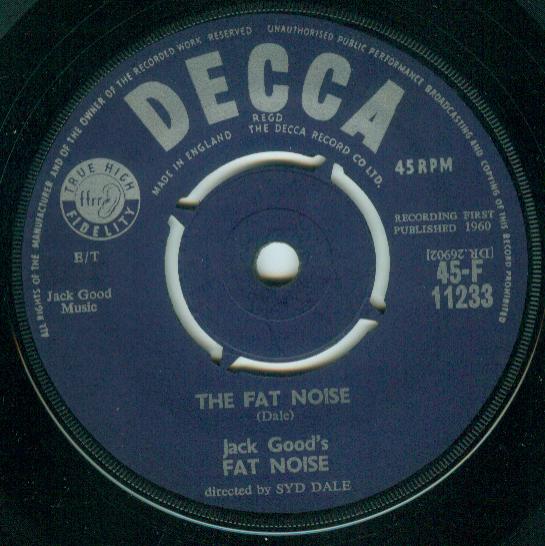 ALL RIGHTS OF THE MANUFACTURER AND OF THE OWNER OF THE RECORDED WORK RESERVED UNAUTHORISED PUBLIC PERFORMANCE BROADCASTING AND COPYING OF THIS RECORD PROHIBITED
DECCA
REGD
MADE IN ENGLAND THE DECCA RECORD CO LTD.
TRUE HIGH
ffrr
FIDELITY
45 RPM
E/T
Jack Good
Music
RECORDING FIRST
PUBLISHED 1960
[DR.26902]
45-F
11233
THE FAT NOISE
(Dale)
Jack Good's
FAT NOISE
directed by SYD DALE